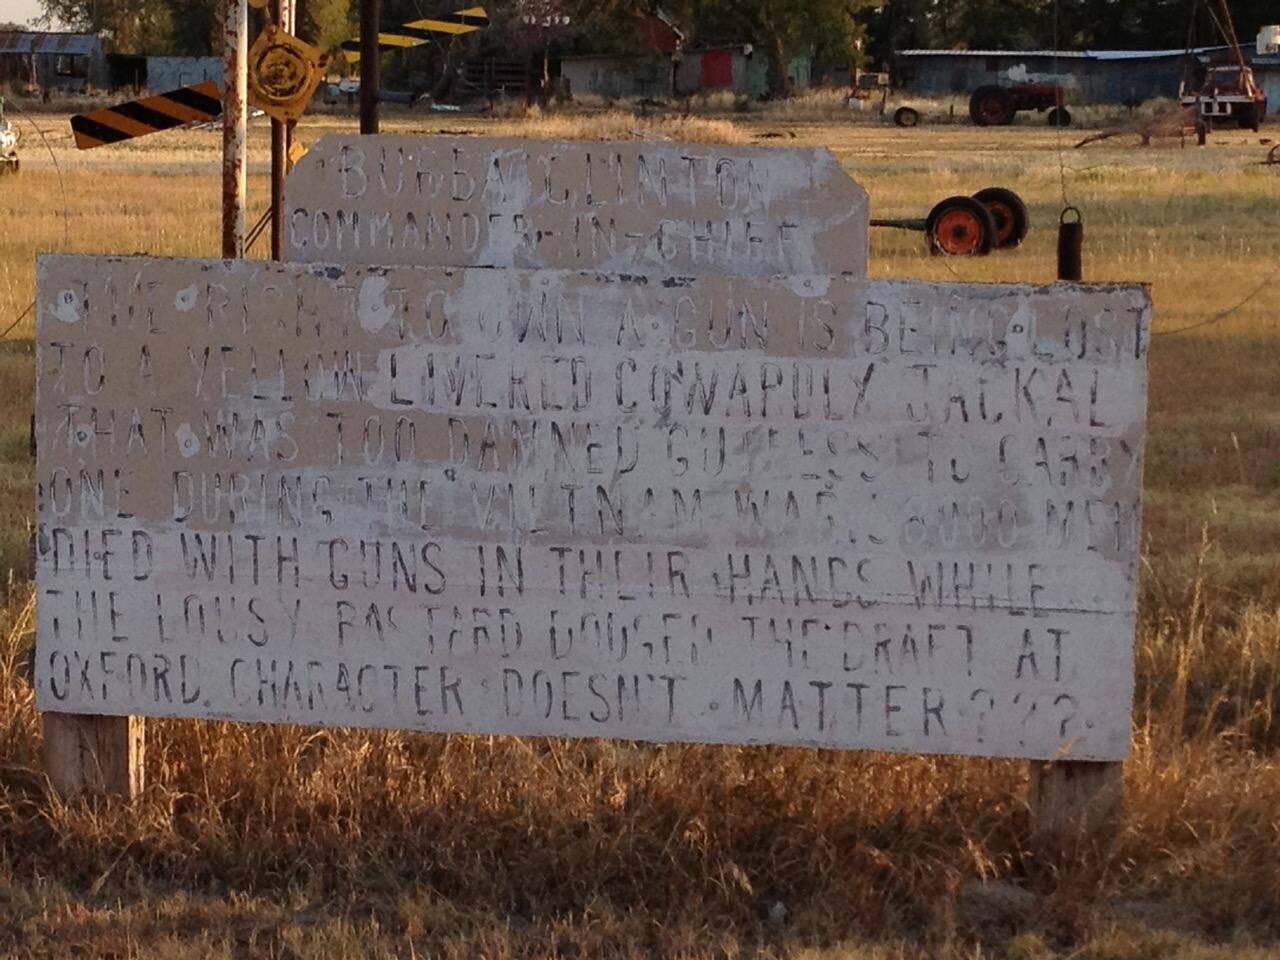 BUBBA CLINTON
COMMANDER-IN-CHIEF
THE RIGHT TO OWN A GUN IS BEING LOST
TO A YELLOW LIVERED COWARDLY JACKAL
THAT WAS TOO DAMNED GUTLESS TO CARRY
ONE DURING THE VIETNAM WAR. 58000 MEN
DIED WITH GUNS IN THEIR HANDS WHILE
THE LOUSY BASTARD DODGED THE DRAFT AT
OXFORD. CHARACTER DOESN'T MATTER???